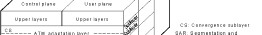 Control plane User plane
Upper layers Upper layers
CS
ATM adaptation layer
CS: Convergence sublayer
SAR: Segmentation and